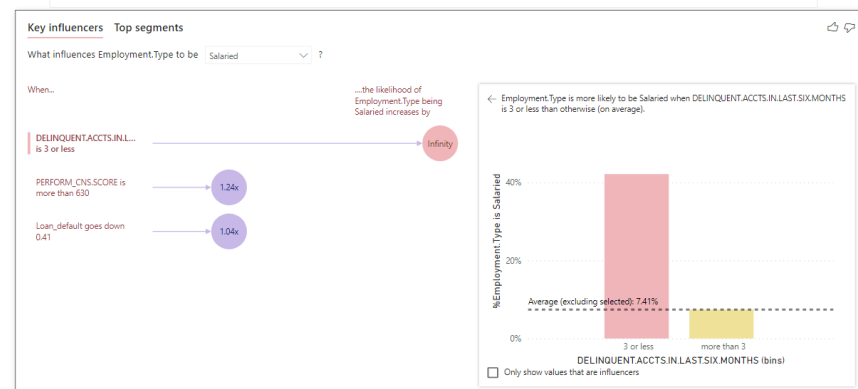 Key influencers Top segments
What influences Employment.Type to be Salaried ?
When...
....the likelihood of
Employment.Type being
Salaried increases by
DELINQUENT.ACCTS.IN.L...
is 3 or less
Infinity
PERFORM_CNS.SCORE is
more than 630
1.24x
Loan_default goes down
0.41
1.04x
← Employment.Type is more likely to be Salaried when DELINQUENT.ACCTS.IN.LAST.SIX.MONTHS
is 3 or less than otherwise (on average).
%Employment.Type is Salaried
40%
20%
0%
Average (excluding selected): 7.41%
3 or less
more than 3
DELINQUENT.ACCTS.IN.LAST.SIX.MONTHS (bins)
Only show values that are influencers